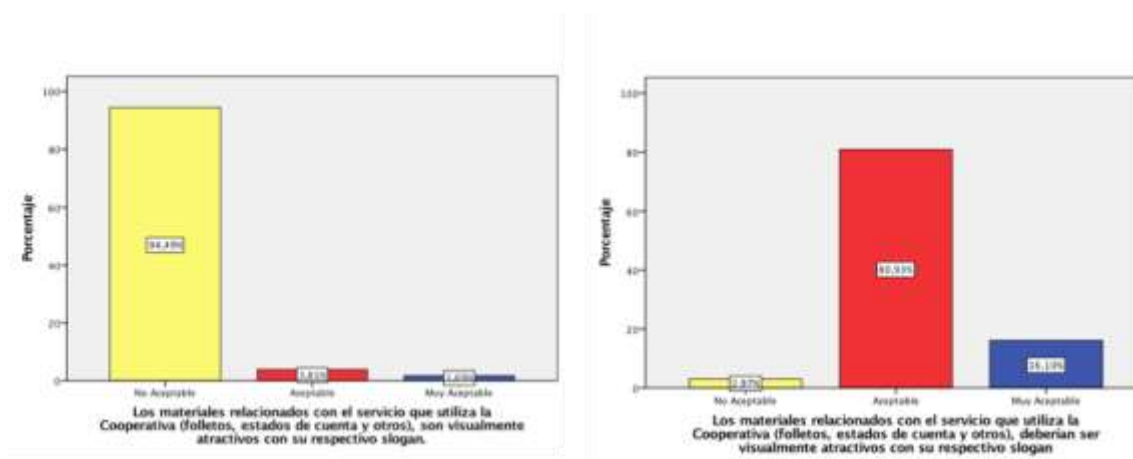 100
80
60
40
20
0
Porcentaje
94,49%
3,81%
No Aceptable
Aceptable
Muy Aceptable
Los materiales relacionados con el servicio que utiliza la
Cooperativa (folletos, estados de cuenta y otros), son visualmente
atractivos con su respectivo slogan.
100
80
60
40
20
0
Porcentaje
2,97%
80,93%
16,10%
No Aceptable
Aceptable
Muy Aceptable
Los materiales relacionados con el servicio que utiliza la
Cooperativa (folletos, estados de cuenta y otros), deberían ser
visualmente atractivos con su respectivo slogan